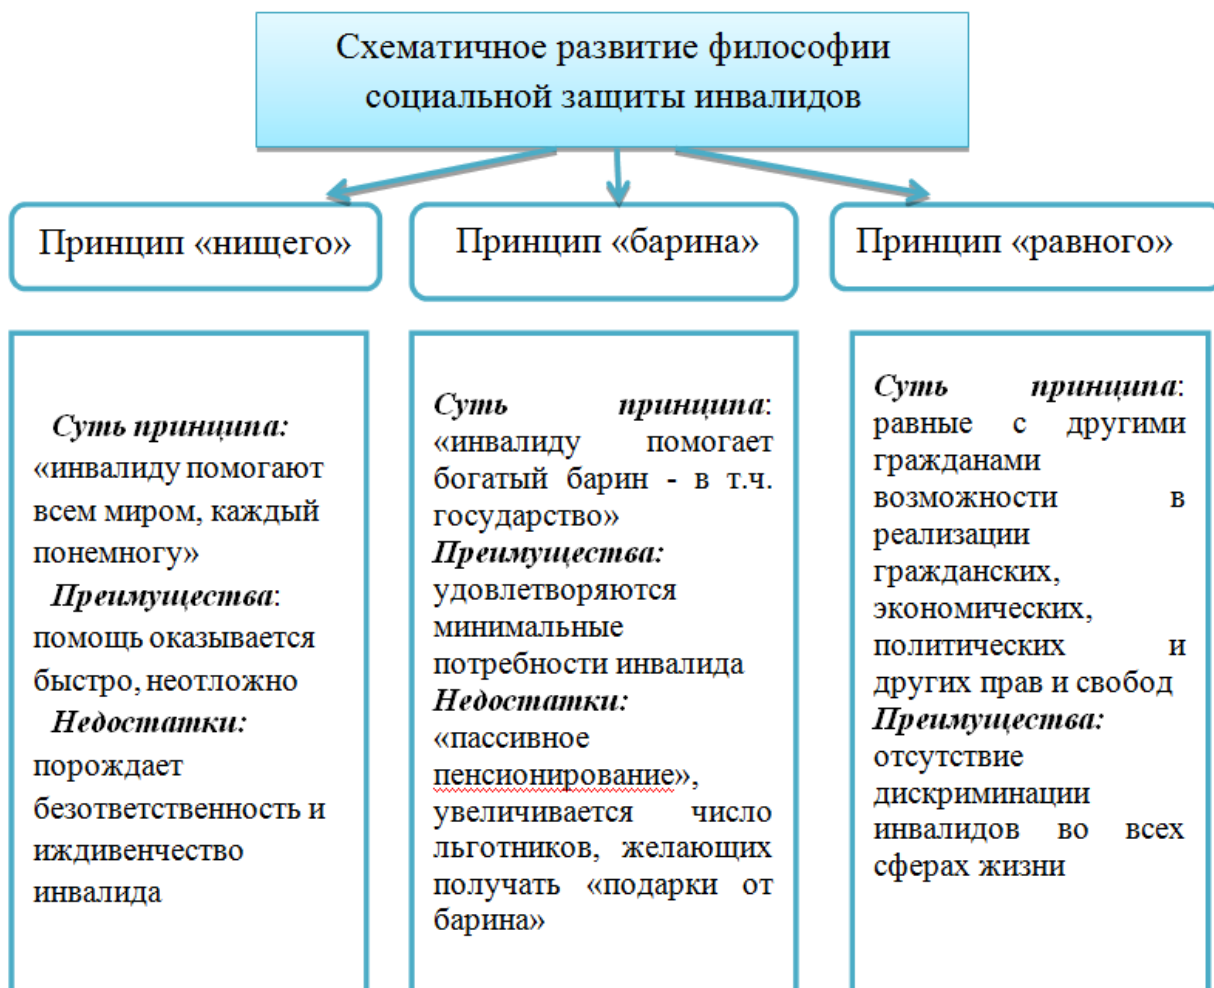 Схематичное развитие философии
социальной защиты инвалидов
Принцип «нищего»
Принцип «барина»
Принцип «равного»
Суть принципа:
«инвалиду помогают
всем миром, каждый
понемногу»
Преимущества:
помощь оказывается
быстро, неотложно
Недостатки:
порождает
безответственность и
иждивенчество
инвалида
Суть принципа:
«инвалиду помогает
богатый барин - в т.ч.
государство»
Преимущества:
удовлетворяются
минимальные
потребности инвалида
Недостатки:
«пассивное
пенсионирование»,
увеличивается число
льготников, желающих
получать «подарки от
барина»
Суть принципа:
равные с другими
гражданами
возможности в
реализации
гражданских,
экономических,
политических и
других прав и свобод
Преимущества:
отсутствие
дискриминации
инвалидов во всех
сферах жизни